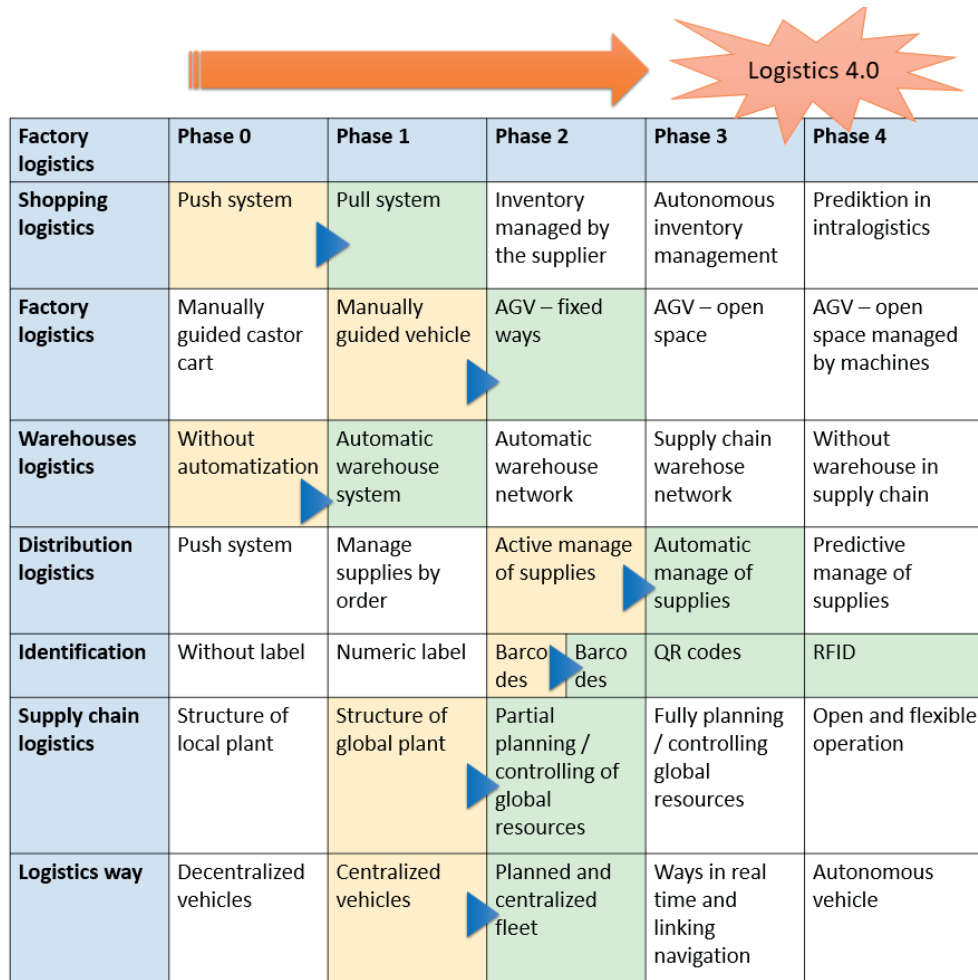 Logistics 4.0
Factory
logistics
Phase 0
Phase 1
Phase 2
Phase 3
Phase 4
Shopping
logistics
Push system
Pull system
Inventory
managed by
the supplier
Autonomous
inventory
management
Prediktion in
intralogistics
Factory
logistics
Manually
guided castor
cart
Manually
guided vehicle
AGV – fixed
ways
AGV – open
space
AGV – open
space managed
by machines
Warehouses
logistics
Without
automatization
Automatic
warehouse
system
Automatic
warehouse
network
Supply chain
warehose
network
Without
warehouse in
supply chain
Distribution
logistics
Push system
Manage
supplies by
order
Active manage
of supplies
Automatic
manage of
supplies
Predictive
manage of
supplies
Identification
Without label
Numeric label
Barco
des
Barco
des
QR codes
RFID
Supply chain
logistics
Structure of
local plant
Structure of
global plant
Partial
planning /
controlling of
global
resources
Fully planning
/ controlling
global
resources
Open and flexible
operation
Logistics way
Decentralized
vehicles
Centralized
vehicles
Planned and
centralized
fleet
Ways in real
time and
linking
navigation
Autonomous
vehicle